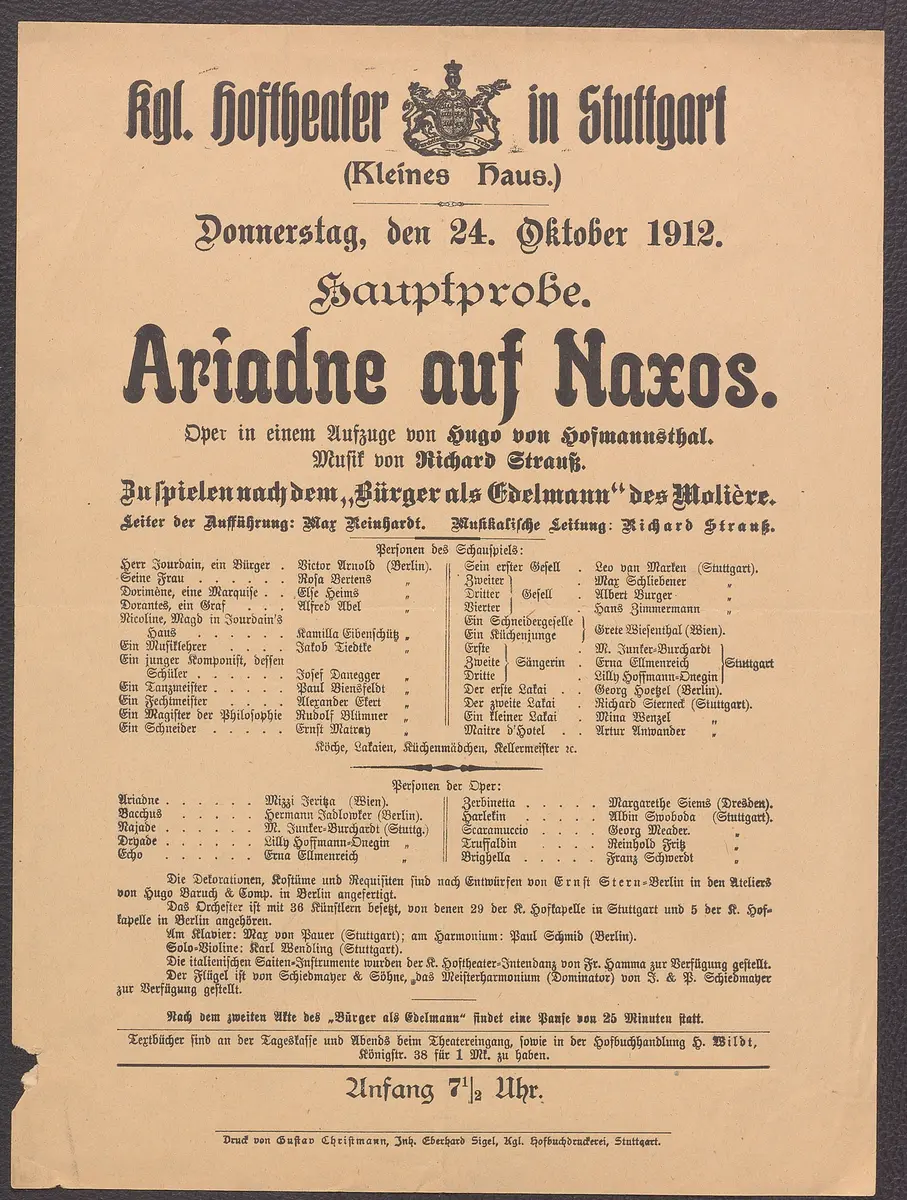 Kgl. Hoftheater in Stuttgart
(Kleines Haus.)
Donnerstag, den 24. Oktober 1912.
Hauptprobe.
Ariadne auf Naxos.
Oper in einem Aufzuge von Hugo von Hofmannsthal.
Musik von Richard Strauß.
Zu spielen nach dem „Bürger als Edelmann“ des Molière.
Leiter der Aufführung: Max Reinhardt. Musikalische Leitung: Richard Strauß.
Personen des Schauspiels:
Herr Jourdain, ein Bürger . Victor Arnold (Berlin).
Seine Frau . . . . . . Rosa Bertens „
Dorimène, eine Marquise . . Else Heims „
Dorantes, ein Graf . . . Alfred Abel „
Nicoline, Magd in Jourdain's
Haus . . . . . . Kamilla Eibenschütz „
Ein Musiklehrer . . . . Jakob Tiedtke „
Ein junger Komponist, dessen
Schüler . . . . . Josef Danegger „
Ein Tanzmeister . . . . . Paul Biensfeldt „
Ein Fechtmeister . . . . Alexander Ekert „
Ein Magister der Philosophie Rudolf Blümner „
Ein Schneider . . . . . Ernst Matray „
Sein erster Gesell . Leo van Marken (Stuttgart).
Zweiter . Max Schliebener „
Dritter Gesell . Albert Burger „
Vierter . Hans Zimmermann „
Ein Schneidergeselle
Ein Küchenjunge Grete Wiesenthal (Wien).
Erste . M. Junker-Burchardt
Zweite Sängerin . Erna Ellmenreich Stuttgart
Dritte . Lilly Hoffmann-Onegin
Der erste Lakai . . Georg Hoetzel (Berlin).
Der zweite Lakai . Richard Sterneck (Stuttgart).
Ein kleiner Lakai . Mina Wenzel „
Maitre d'Hotel . . Artur Anwander „
Köche, Lakaien, Küchenmädchen, Kellermeister ꝛc.
Personen der Oper:
Ariadne . . . . . . Mizzi Jeritza (Wien).
Bacchus . . . . . Hermann Jadlowker (Berlin).
Najade . . . . . . M. Junker-Burchardt (Stuttg.)
Dryade . . . . . . Lilly Hoffmann-Onegin „
Echo . . . . . . Erna Ellmenreich „
Zerbinetta . . . . . Margarethe Siems (Dresden).
Harlekin . . . . . Albin Swoboda (Stuttgart).
Scaramuccio . . . . Georg Meader. „
Truffaldin . . . . Reinhold Fritz „
Brighella . . . . . Franz Schwerdt „
Die Dekorationen, Kostüme und Requisiten sind nach Entwürfen von Ernst Stern-Berlin in den Ateliers
von Hugo Baruch & Comp. in Berlin angefertigt.
Das Orchester ist mit 36 Künstlern besetzt, von denen 29 der K. Hofkapelle in Stuttgart und 5 der K. Hof-
kapelle in Berlin angehören.
Am Klavier: Max von Pauer (Stuttgart); am Harmonium: Paul Schmid (Berlin).
Solo-Violine: Karl Wendling (Stuttgart).
Die italienischen Saiten-Instrumente wurden der K. Hoftheater-Intendanz von Fr. Hamma zur Verfügung gestellt.
Der Flügel ist von Schiedmayer & Söhne, das Meisterharmonium (Dominator) von J. & P. Schiedmayer
zur Verfügung gestellt.
Nach dem zweiten Akte des „Bürger als Edelmann“ findet eine Pause von 25 Minuten statt.
Textbücher sind an der Tageskasse und Abends beim Theatereingang, sowie in der Hofbuchhandlung H. Wildt,
Königstr. 38 für 1 Mk. zu haben.
Anfang 7½ Uhr.
Druck von Gustav Christmann, Inh. Eberhard Sigel, Kgl. Hofbuchdruckerei, Stuttgart.